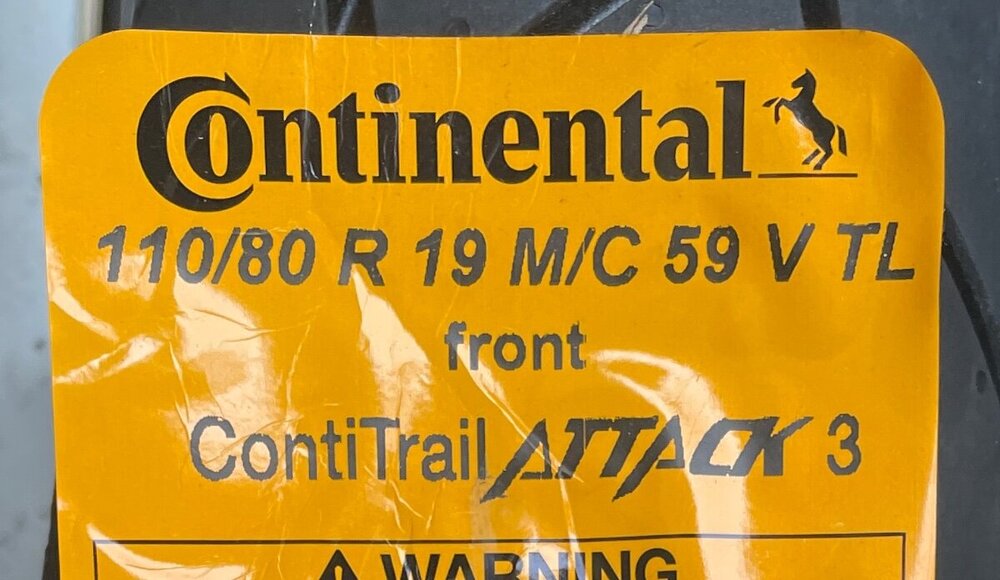 Continental
110/80 R 19 M/C 59 V TL
front
ContiTrail ATTACK 3
WARNING